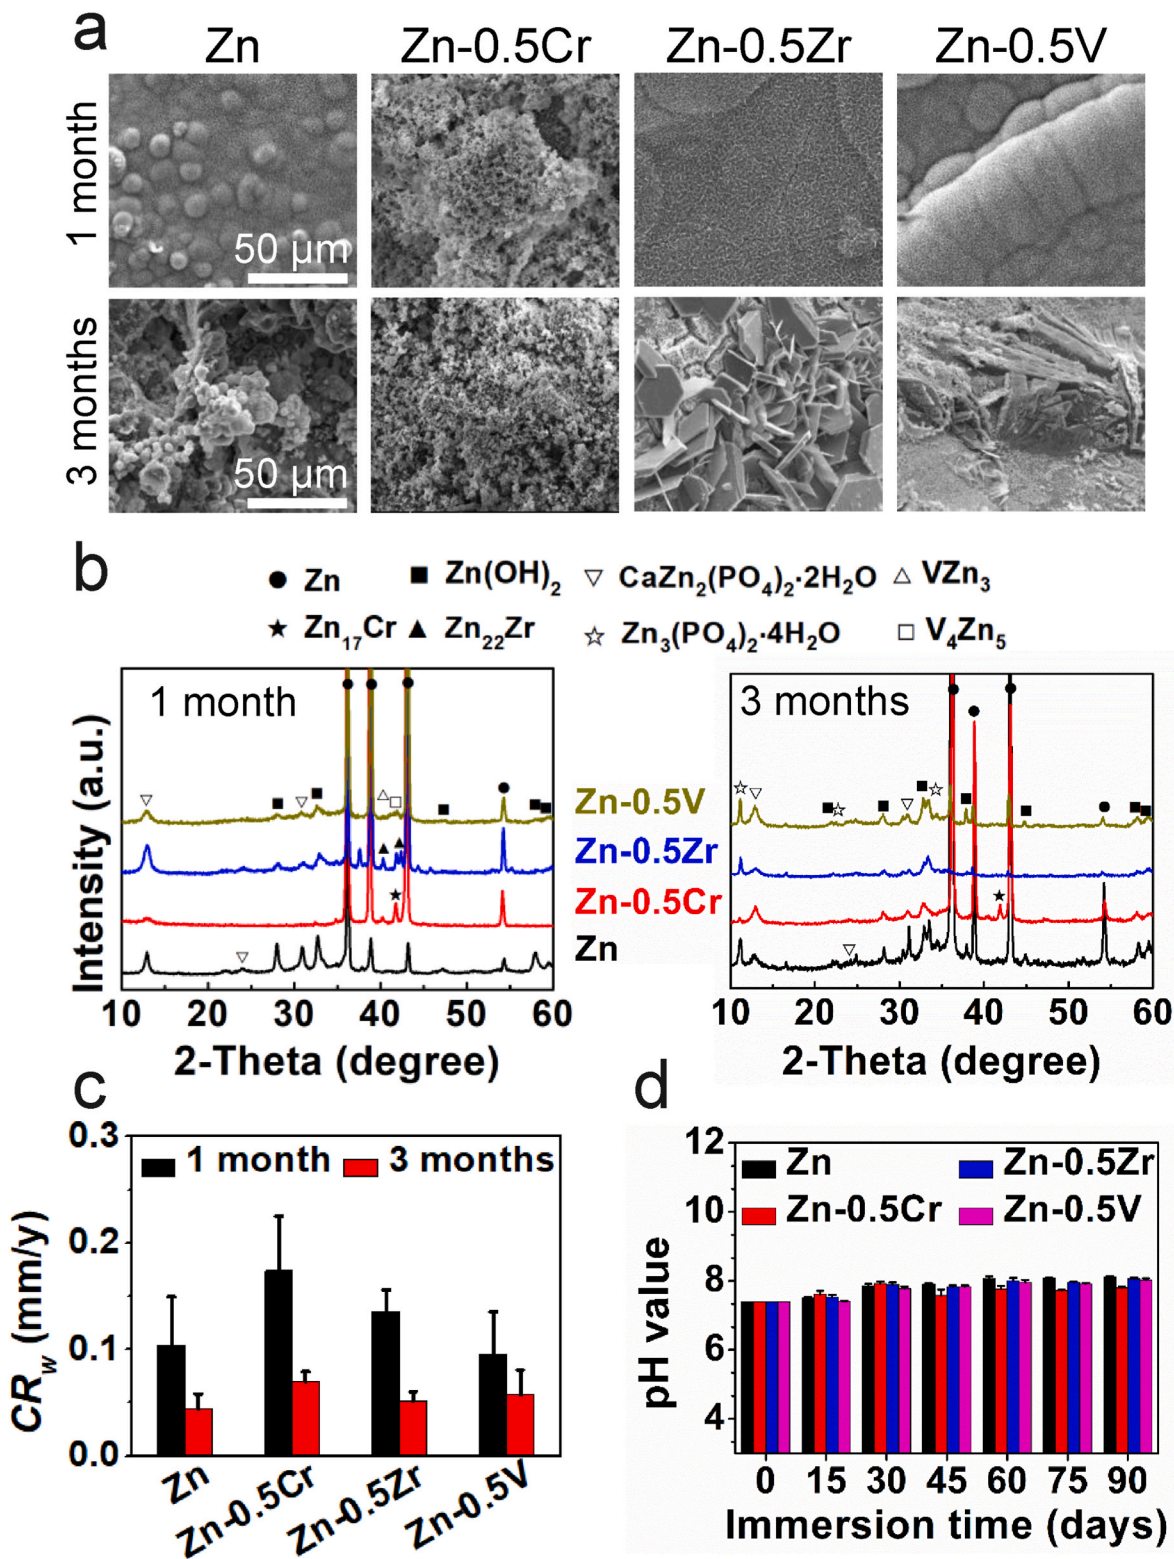 a
Zn Zn-0.5Cr Zn-0.5Zr Zn-0.5V
1 month
50 μm
3 months
50 μm
b
● Zn ■ Zn(OH)₂ ▽ CaZn₂(PO₄)₂·2H₂O △ VZn₃
★ Zn₁₇Cr ▲ Zn₂₂Zr ☆ Zn₃(PO₄)₂·4H₂O □ V₄Zn₅
1 month
3 months
Intensity (a.u.)
Zn-0.5V
Zn-0.5Zr
Zn-0.5Cr
Zn
10 20 30 40 50 60
10 20 30 40 50 60
2-Theta (degree)
2-Theta (degree)
c
CR_w (mm/y)
0.3
0.2
0.1
0.0
1 month 3 months
Zn Zn-0.5Cr Zn-0.5Zr Zn-0.5V
d
pH value
12
10
8
6
4
Zn Zn-0.5Zr
Zn-0.5Cr Zn-0.5V
0 15 30 45 60 75 90
Immersion time (days)